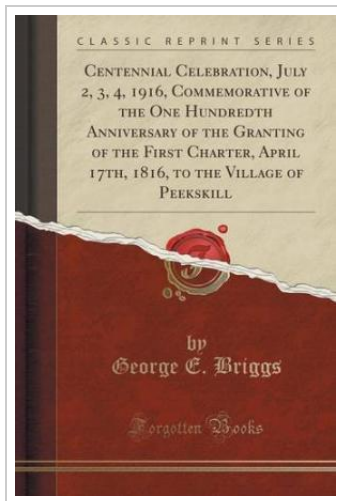 CLASSIC REPRINT SERIES
CENTENNIAL CELEBRATION, JULY
2, 3, 4, 1916, COMMEMORATIVE OF
THE ONE HUNDREDTH
ANNIVERSARY OF THE GRANTING
OF THE FIRST CHARTER, APRIL
17TH, 1816, TO THE VILLAGE OF
PEEKSKILL
by
George E. Briggs
Forgotten Books